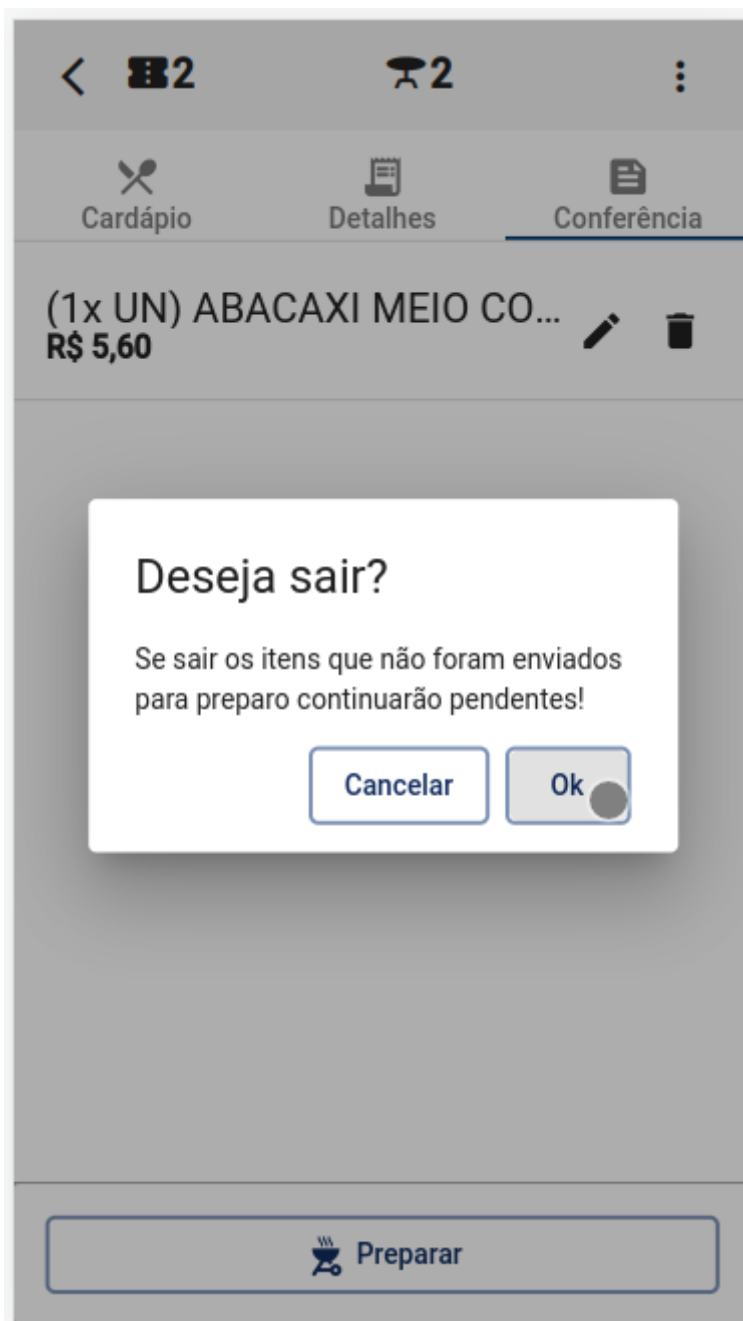 2 2
Cardápio Detalhes Conferência
(1x UN) ABACAXI MEIO CO...
R$ 5,60
Deseja sair?
Se sair os itens que não foram enviados
para preparo continuarão pendentes!
Cancelar Ok
Preparar